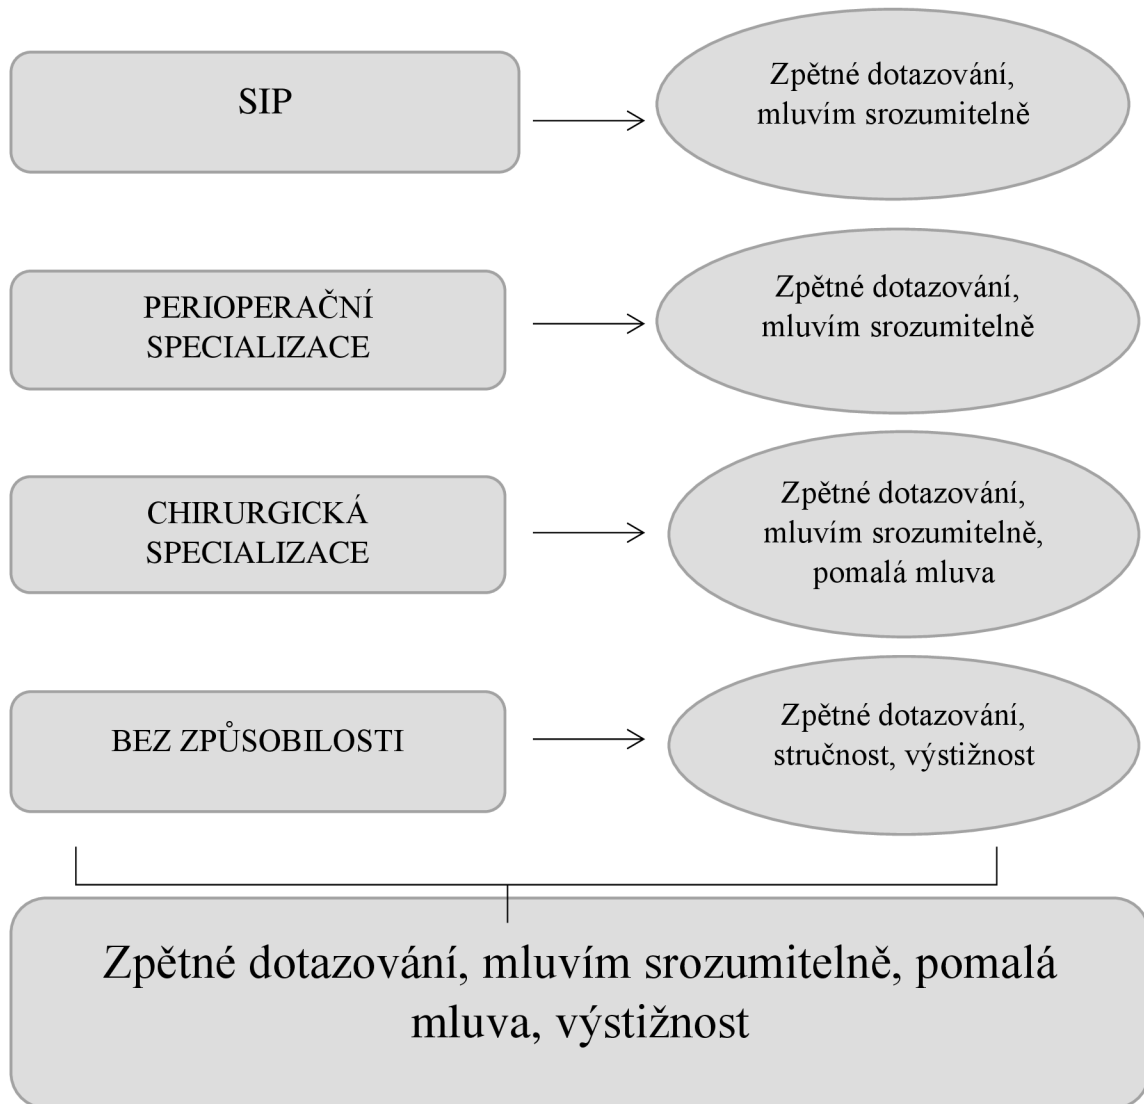 SIP
Zpětné dotazování,
mluvím srozumitelně
PERIOPERAČNÍ
SPECIALIZACE
Zpětné dotazování,
mluvím srozumitelně
CHIRURGICKÁ
SPECIALIZACE
Zpětné dotazování,
mluvím srozumitelně,
pomalá mluva
BEZ ZPŮSOBILOSTI
Zpětné dotazování,
stručnost, výstižnost
Zpětné dotazování, mluvím srozumitelně, pomalá
mluva, výstižnost